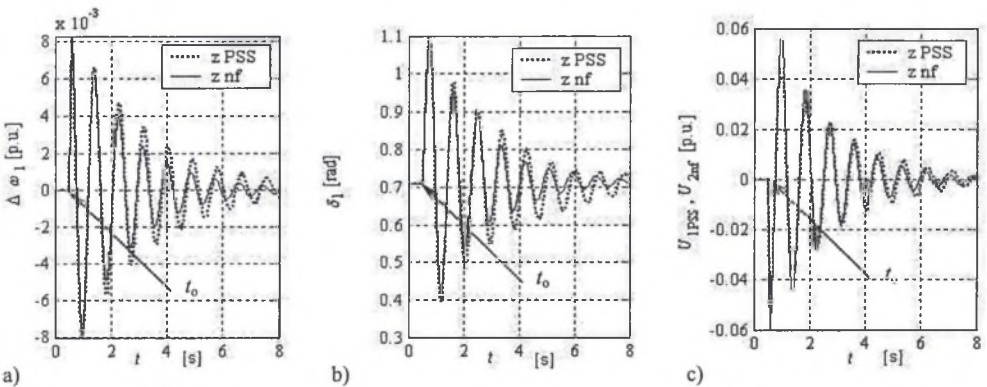 x 10⁻³
8
6
4
2
0
-2
-4
-6
-8
0 2 4 6 8
t [s]
Δ ω₁ [p.u.]
z PSS
z nf
tₒ
a)
1.1
1
0.9
0.8
0.7
0.6
0.5
0.4
0.3
0 2 4 6 8
t [s]
δ₁ [rad]
z PSS
z nf
tₒ
b)
0.06
0.04
0.02
0
-0.02
-0.04
-0.06
0 2 4 6 8
t [s]
U₁PSS , U₂nf [p.u.]
z PSS
z nf
t
c)